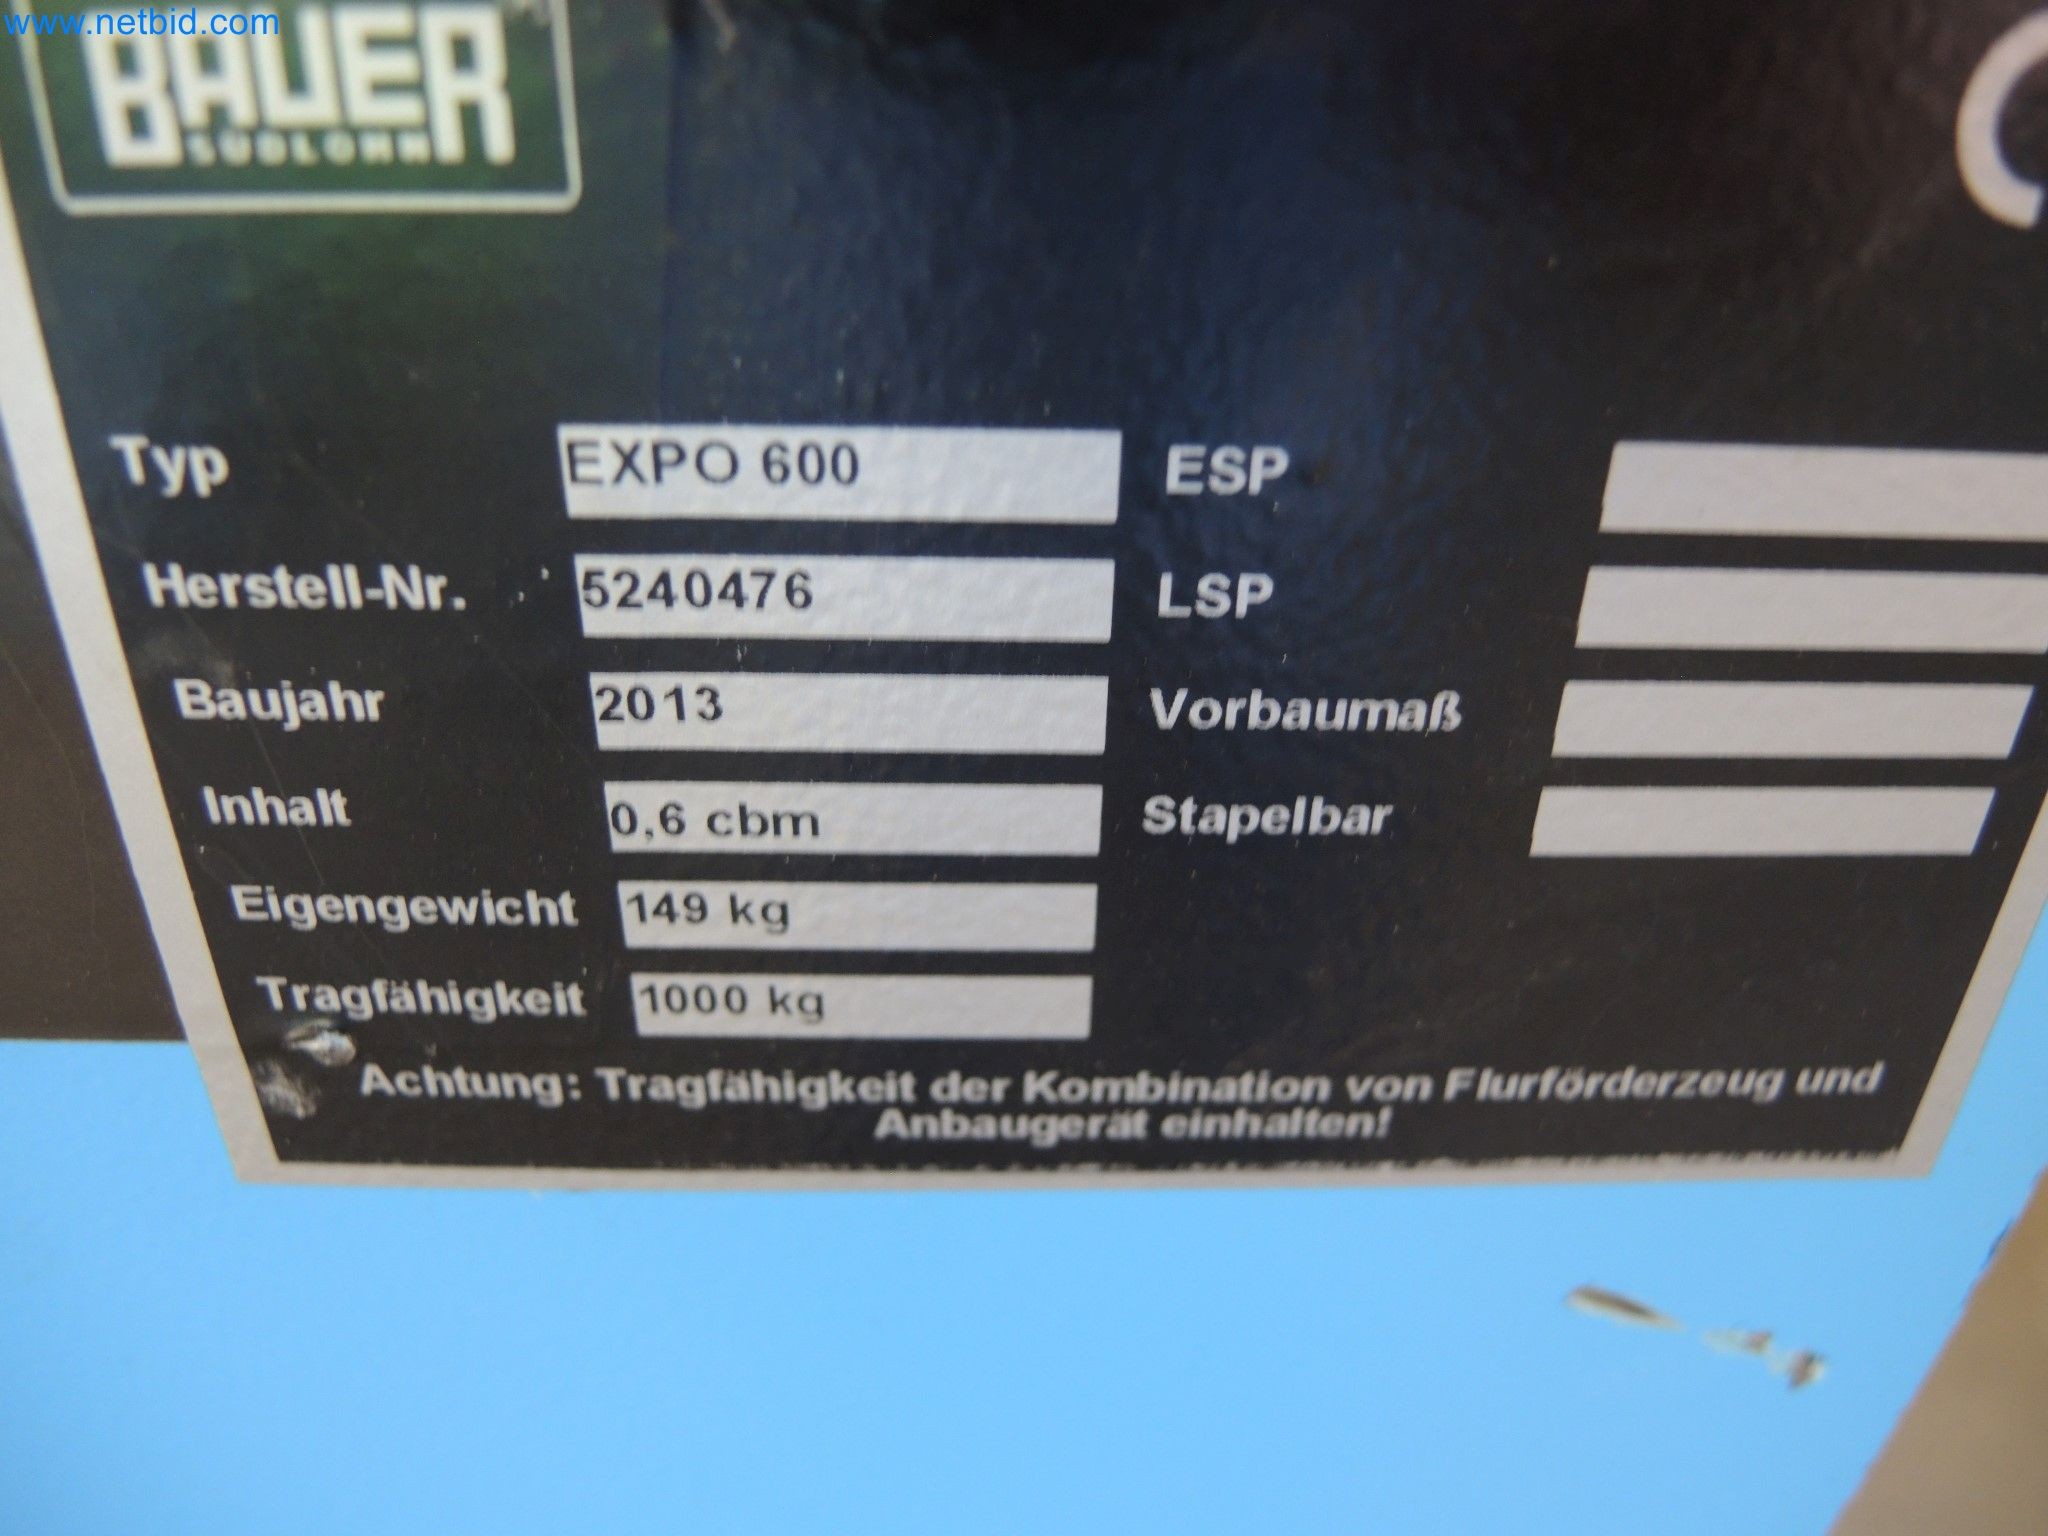 www.netbid.com
BAUER
SÜDLOHN
Typ EXPO 600 ESP
Herstell-Nr. 5240476 LSP
Baujahr 2013 Vorbaumaß
Inhalt 0,6 cbm Stapelbar
Eigengewicht 149 kg
Tragfähigkeit 1000 kg
Achtung: Tragfähigkeit der Kombination von Flurförderzeug und
Anbaugerät einhalten!